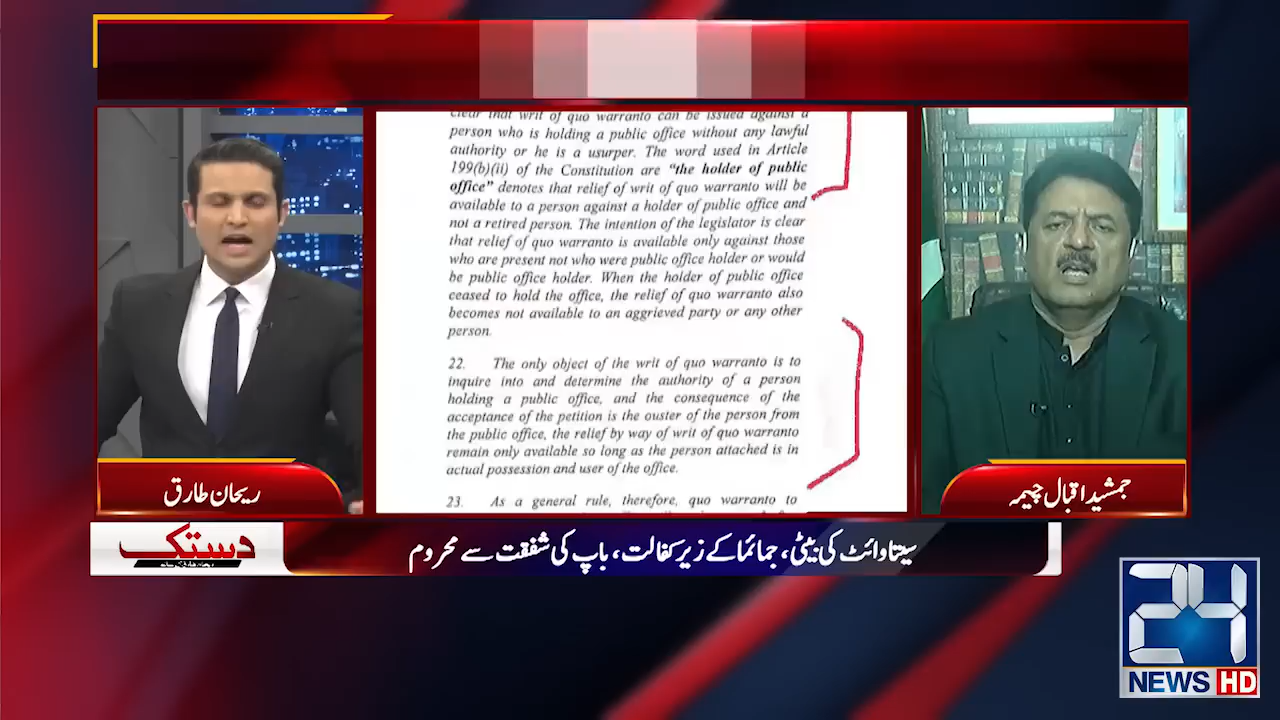 clear that writ of quo warranto can be issued against a
person who is holding a public office without any lawful
authority or he is a usurper. The word used in Article
199(b)(ii) of the Constitution are “the holder of public
office” denotes that relief of writ of quo warranto will be
available to a person against a holder of public office and
not a retired person. The intention of the legislator is clear
that relief of quo warranto is available only against those
who are present not who were public office holder or would
be public office holder. When the holder of public office
ceased to hold the office, the relief of quo warranto also
becomes not available to an aggrieved party or any other
person.
22. The only object of the writ of quo warranto is to
inquire into and determine the authority of a person
holding a public office, and the consequence of the
acceptance of the petition is the ouster of the person from
the public office, the relief by way of writ of quo warranto
remain only available so long as the person attached is in
actual possession and user of the office.
23. As a general rule, therefore, quo warranto to
ریحان طارق
جمشید اقبال چیمہ
دستک
سیتا وائٹ کی بیٹی، جمائما کے زیر کفالت، باپ کی شفقت سے محروم
24
NEWS HD